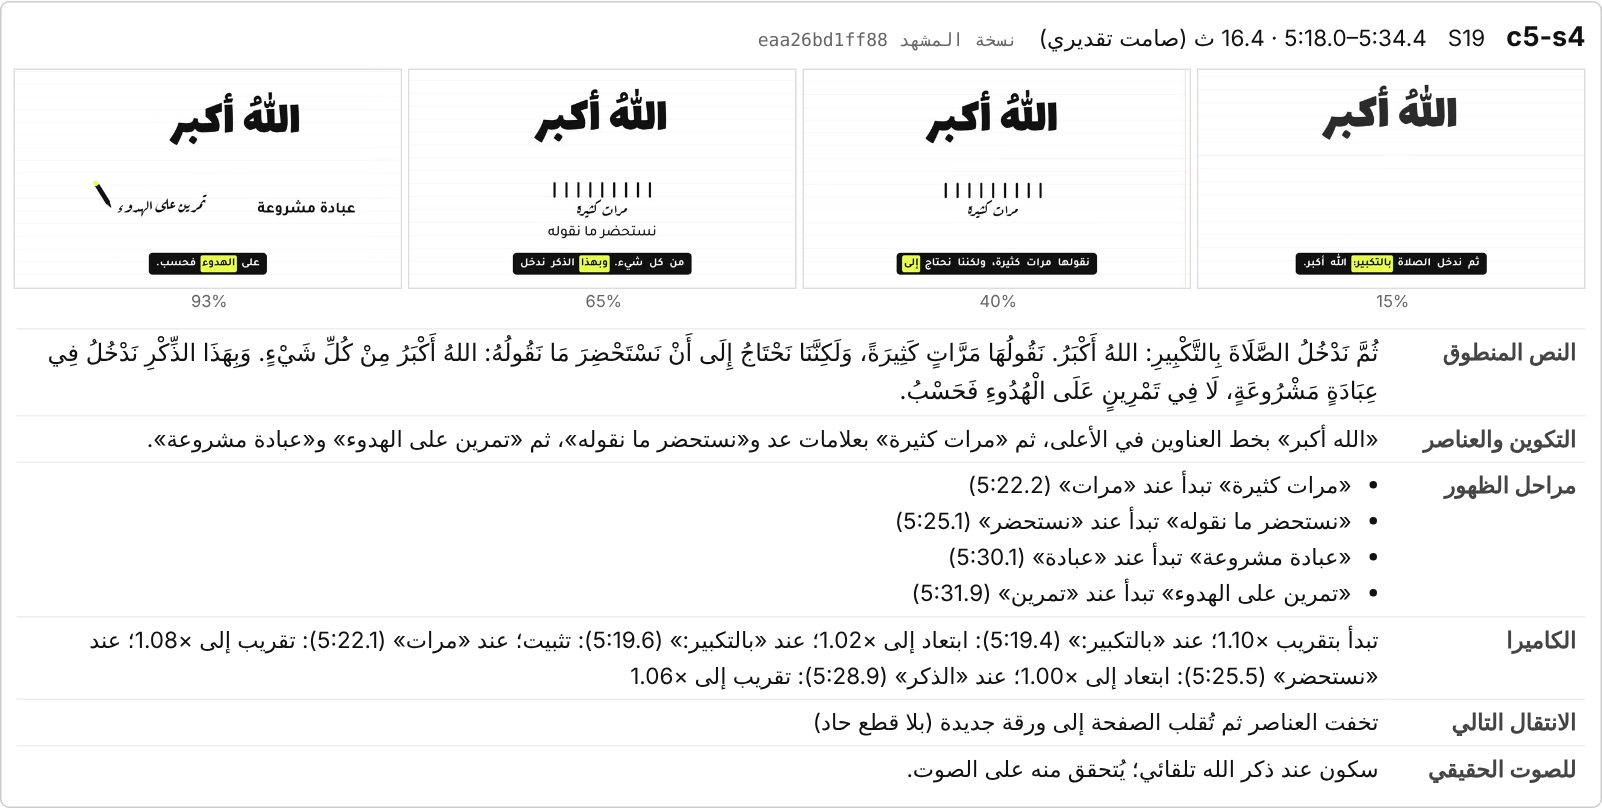 c5-s4 S19 5:18.0–5:34.4 · 16.4 ث (صامت تقديري) نسخة المشهد eaa26bd1ff88
اللهُ أكبر
ثم ندخل الصلاة بالتكبير: الله أكبر.
15%
اللهُ أكبر
مرات كثيرة
نقولها مرات كثيرة، ولكننا نحتاج إلى
40%
اللهُ أكبر
مرات كثيرة
نستحضر ما نقوله
من كل شيء. وبهذا الذكر ندخل
65%
اللهُ أكبر
عبادة مشروعة
تمرين على الهدوء
على الهدوء فحسب.
93%
النص المنطوق
ثُمَّ نَدْخُلُ الصَّلَاةَ بِالتَّكْبِيرِ: اللهُ أَكْبَرُ. نَقُولُهَا مَرَّاتٍ كَثِيرَةً، وَلَكِنَّنَا نَحْتَاجُ إِلَى أَنْ نَسْتَحْضِرَ مَا نَقُولُهُ: اللهُ أَكْبَرُ مِنْ كُلِّ شَيْءٍ. وَبِهَذَا الذِّكْرِ نَدْخُلُ فِي
عِبَادَةٍ مَشْرُوعَةٍ، لَا فِي تَمْرِينٍ عَلَى الْهُدُوءِ فَحَسْبُ.
التكوين والعناصر
«الله أكبر» بخط العناوين في الأعلى، ثم «مرات كثيرة» بعلامات عد و«نستحضر ما نقوله»، ثم «تمرين على الهدوء» و«عبادة مشروعة».
مراحل الظهور
• «مرات كثيرة» تبدأ عند «مرات» (5:22.2)
• «نستحضر ما نقوله» تبدأ عند «نستحضر» (5:25.1)
• «عبادة مشروعة» تبدأ عند «عبادة» (5:30.1)
• «تمرين على الهدوء» تبدأ عند «تمرين» (5:31.9)
الكاميرا
تبدأ بتقريب ×1.10؛ عند «بالتكبير:» (5:19.4): ابتعاد إلى ×1.02؛ عند «بالتكبير:» (5:19.6): تثبيت؛ عند «مرات» (5:22.1): تقريب إلى ×1.08؛ عند
«نستحضر» (5:25.5): ابتعاد إلى ×1.00؛ عند «الذكر» (5:28.9): تقريب إلى ×1.06
الانتقال التالي
تخفت العناصر ثم تُقلب الصفحة إلى ورقة جديدة (بلا قطع حاد)
للصوت الحقيقي
سكون عند ذكر الله تلقائي؛ يُتحقق منه على الصوت.